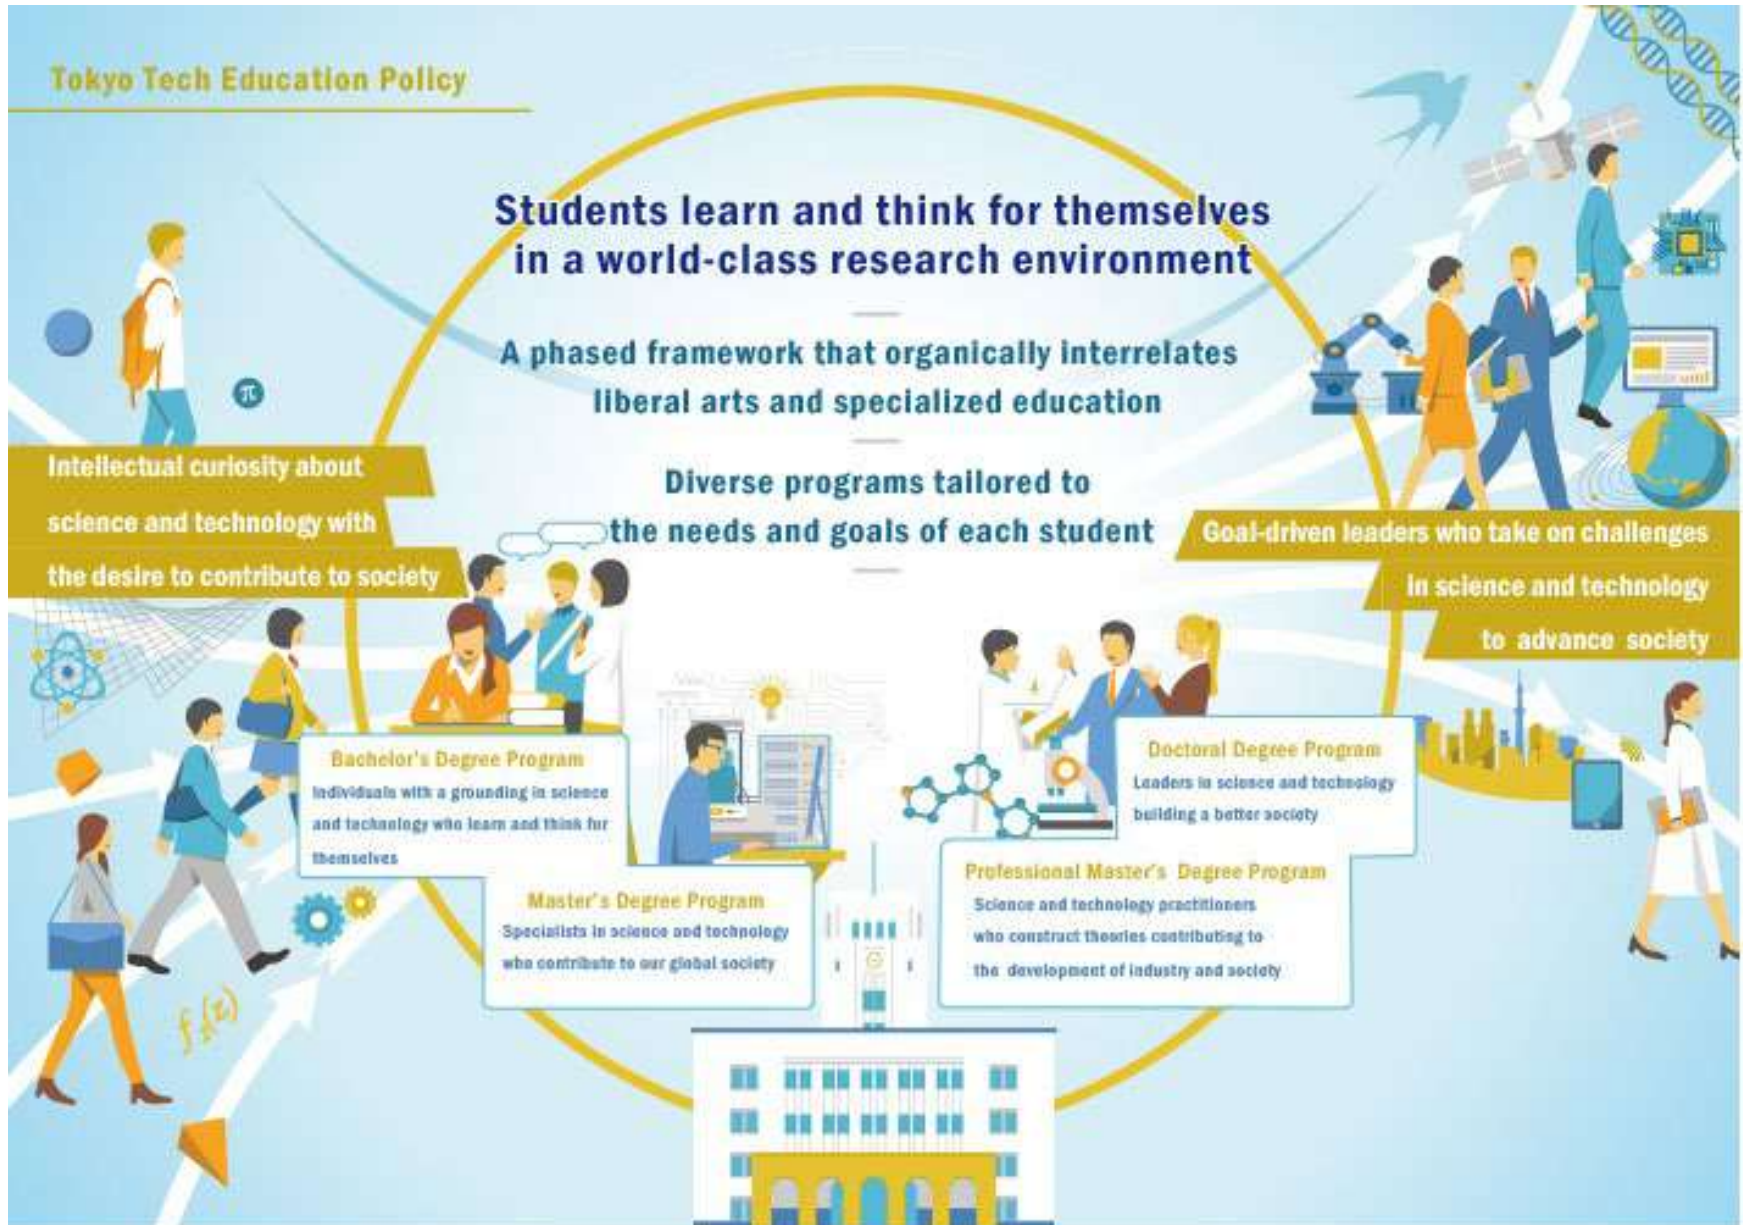 Tokyo Tech Education Policy
Students learn and think for themselves
in a world-class research environment
A phased framework that organically interrelates
liberal arts and specialized education
Diverse programs tailored to
the needs and goals of each student
π
Intellectual curiosity about
science and technology with
the desire to contribute to society
Goal-driven leaders who take on challenges
in science and technology
to advance society
Bachelor's Degree Program
Individuals with a grounding in science
and technology who learn and think for
themselves
Master's Degree Program
Specialists in science and technology
who contribute to our global society
Doctoral Degree Program
Leaders in science and technology
building a better society
Professional Master's Degree Program
Science and technology practitioners
who construct theories contributing to
the development of industry and society